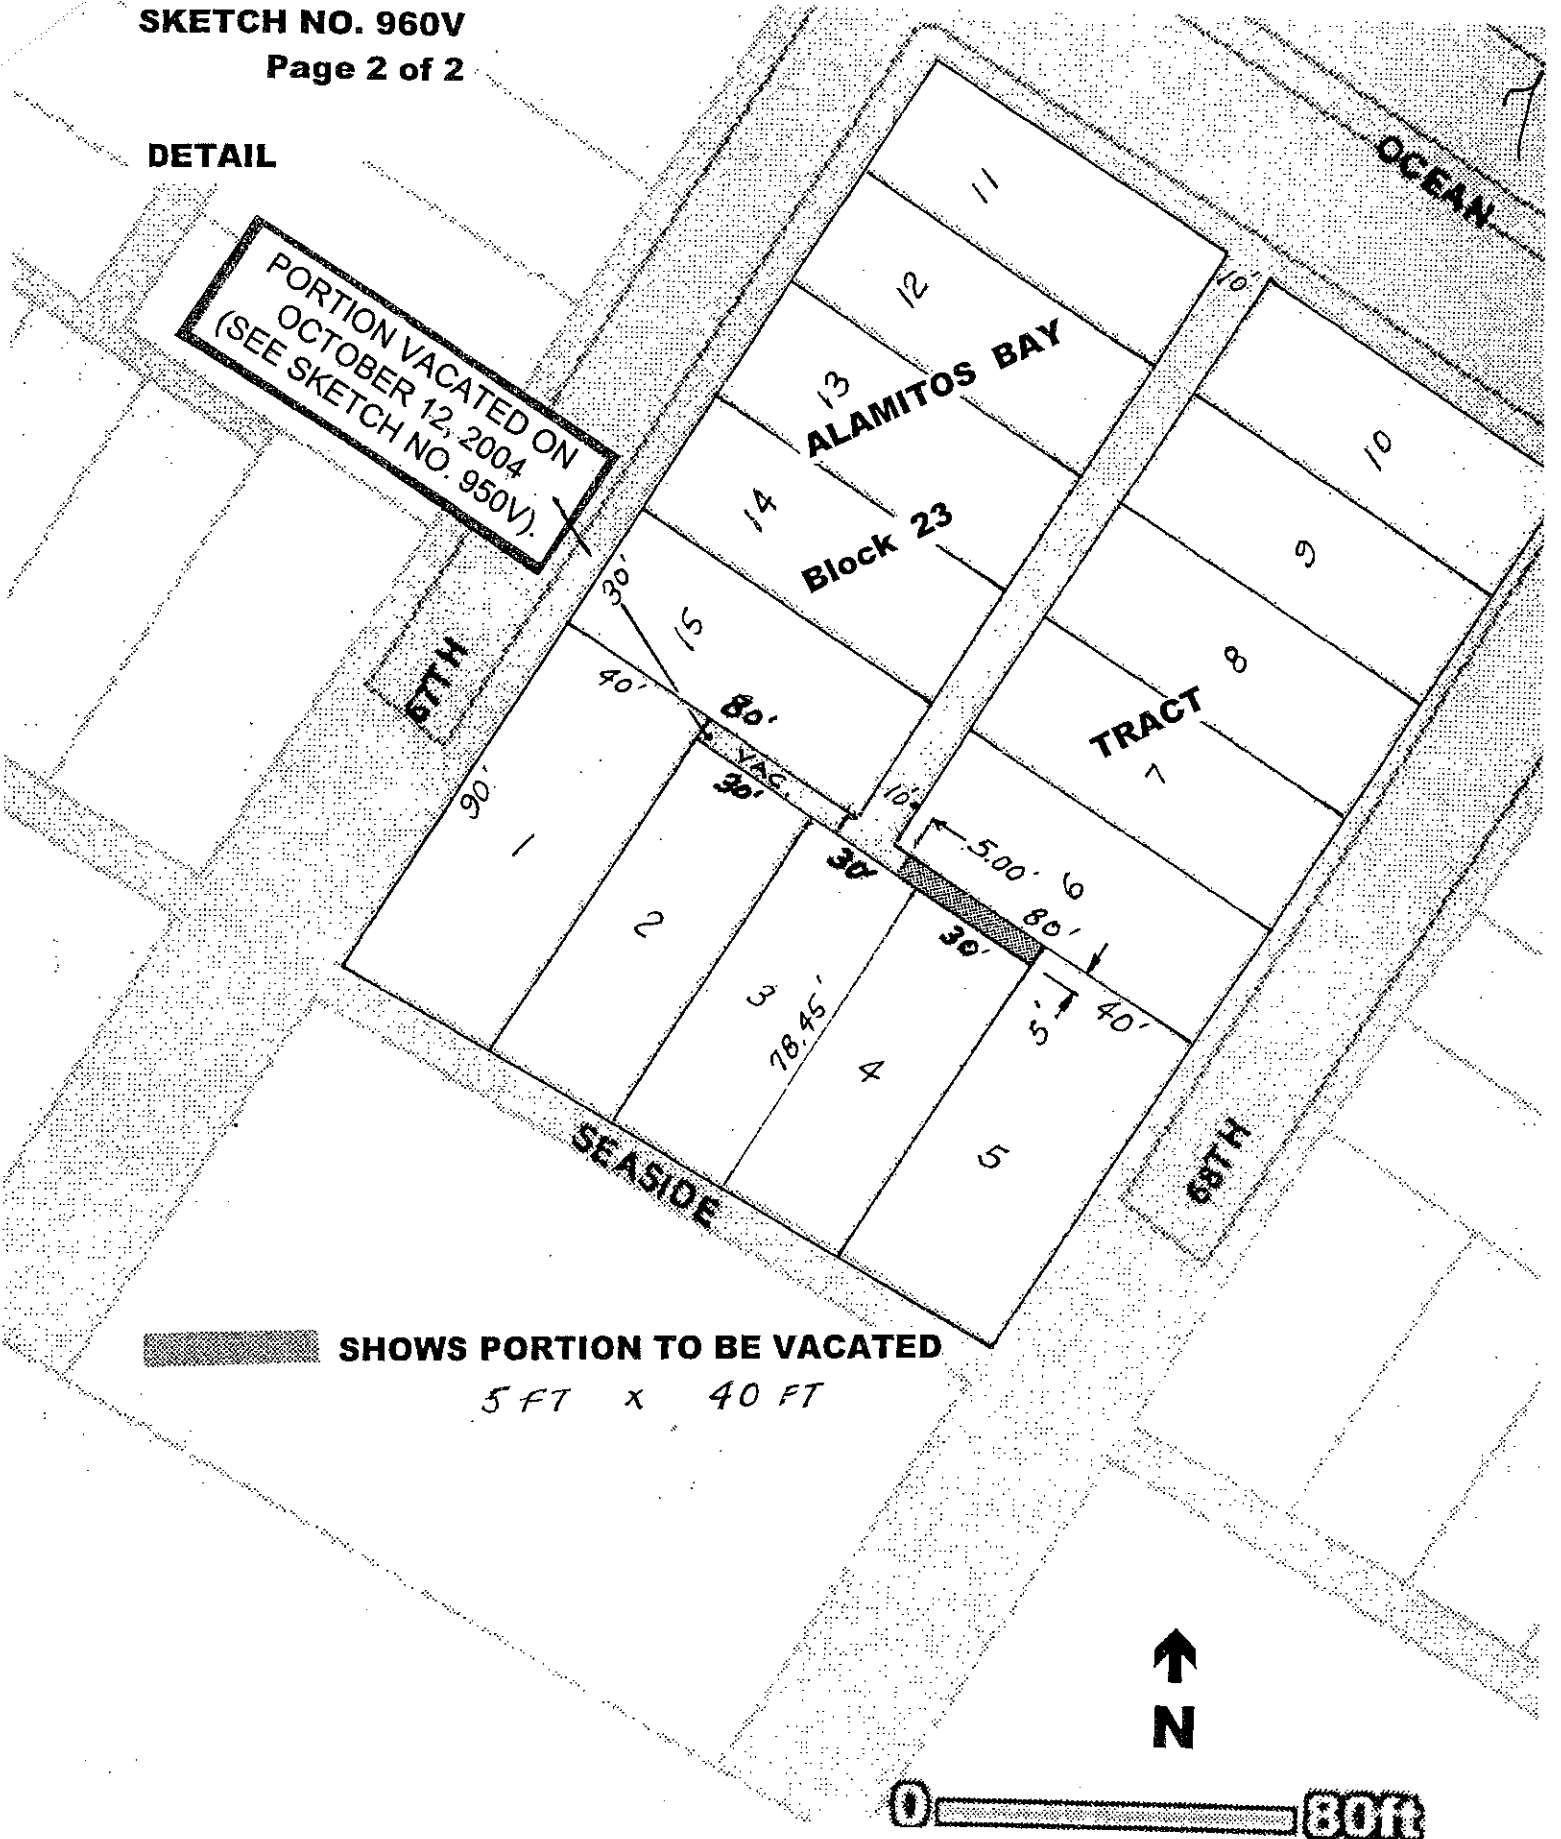 SKETCH NO. 960V
Page 2 of 2
DETAIL
PORTION VACATED ON
OCTOBER 12, 2004
(SEE SKETCH NO. 950V).
OCEAN
11
10'
12
ALAMITOS BAY
13
10
14
Block 23
9
30'
15
8
67TH
40'
80'
TRACT
7
VAC.
30'
90'
10'
1
30'
5.00'
6
80'
2
30'
3
78.45'
5'
40'
4
5
68TH
SEASIDE
SHOWS PORTION TO BE VACATED
5 FT x 40 FT
N
0 80ft